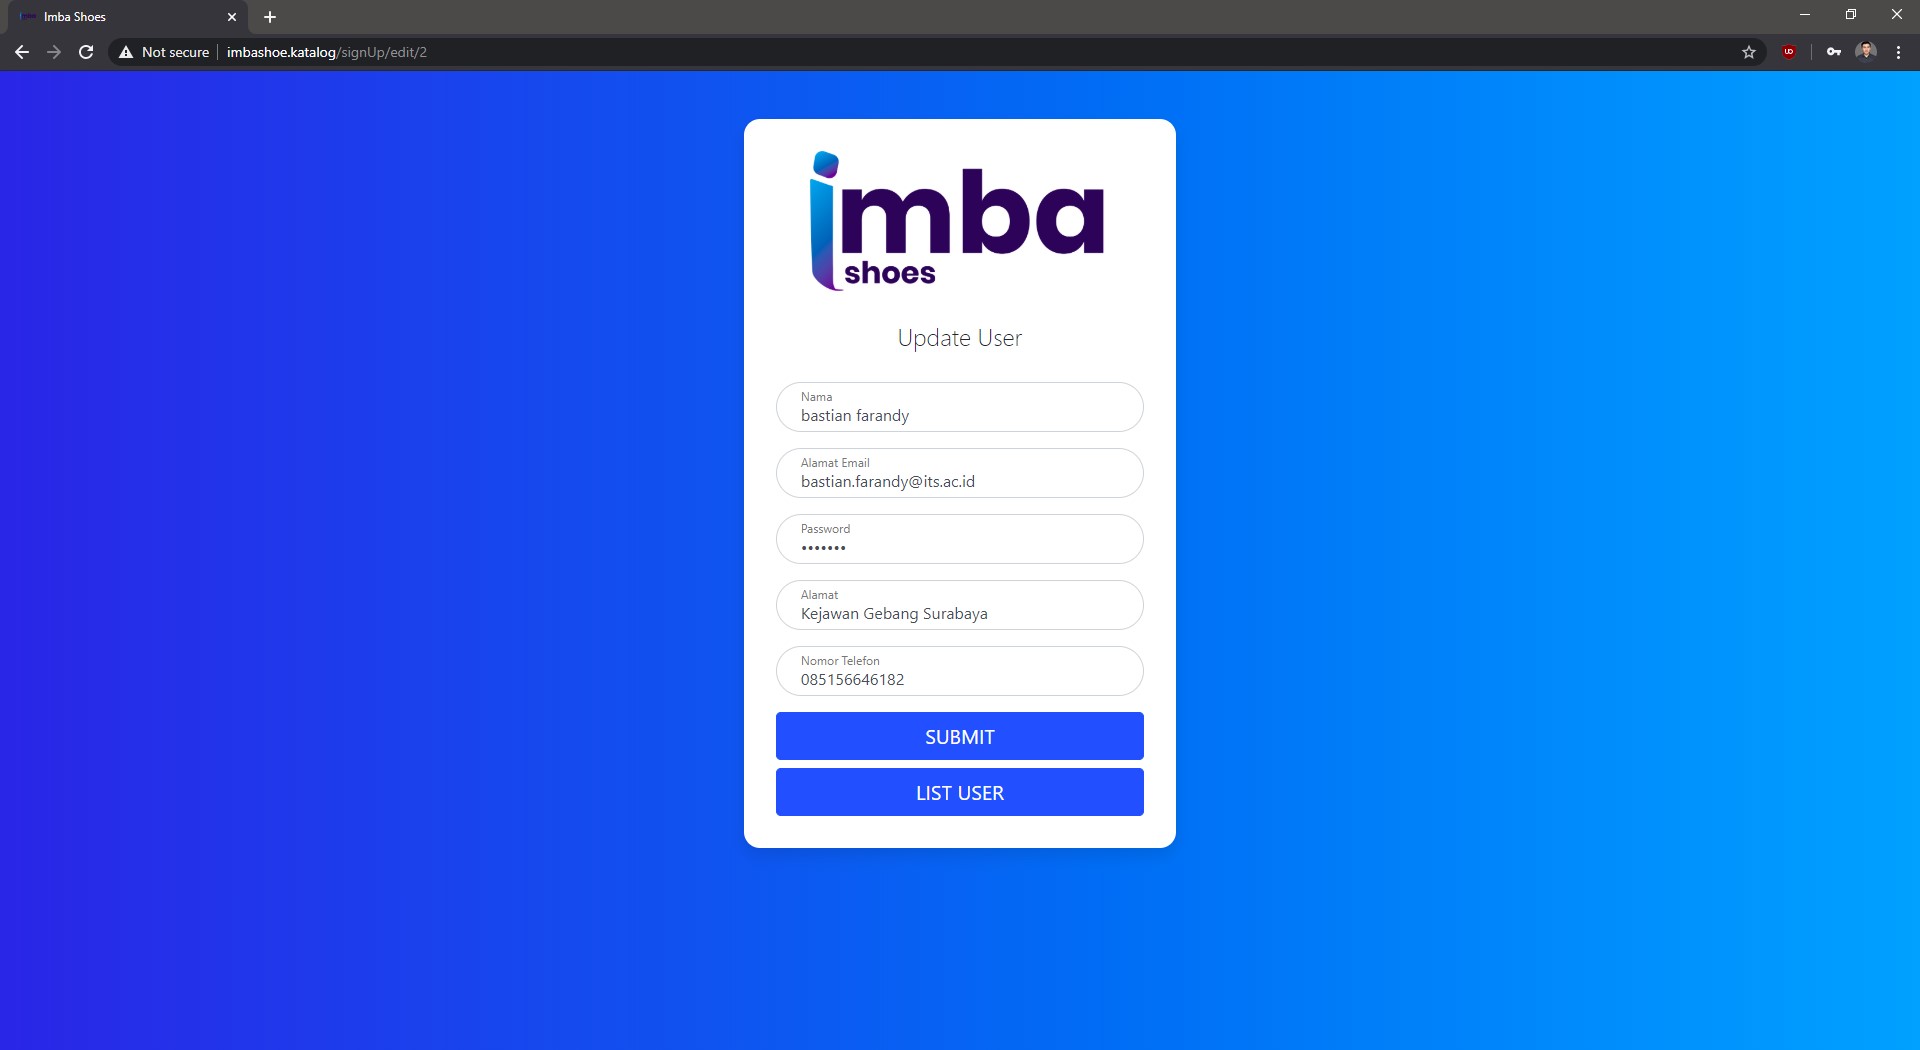 Imba Shoes
Not secure
imbashoe.katalog/signUp/edit/2
imba
shoes
Update User
Nama
bastian farandy
Alamat Email
bastian.farandy@its.ac.id
Password
•••••••
Alamat
Kejawan Gebang Surabaya
Nomor Telefon
085156646182
SUBMIT
LIST USER